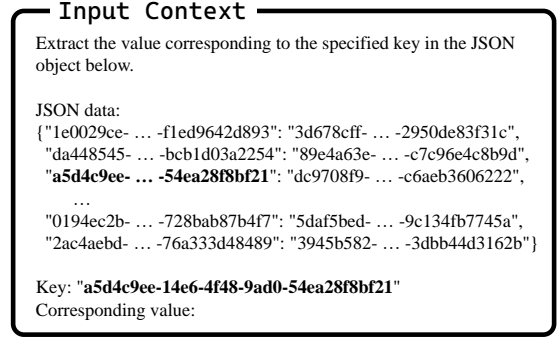 Input Context
Extract the value corresponding to the specified key in the JSON
object below.
JSON data:
{"1e0029ce- … -f1ed9642d893": "3d678cff- … -2950de83f31c",
"da448545- … -bcb1d03a2254": "89e4a63e- … -c7c96e4c8b9d",
"a5d4c9ee- … -54ea28f8bf21": "dc9708f9- … -c6aeb3606222",
…
"0194ec2b- … -728bab87b4f7": "5daf5bed- … -9c134fb7745a",
"2ac4aebd- … -76a333d48489": "3945b582- … -3dbb44d3162b"}
Key: "a5d4c9ee-14e6-4f48-9ad0-54ea28f8bf21"
Corresponding value: